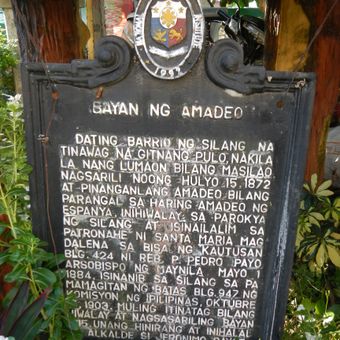 1992
BAYAN NG AMADEO
DATING BARRIO NG SILANG NA
TINAWAG NA GITNANG PULO, NAKILA
LA NANG LUMAON BILANG MASILAO.
NAGSARILI NOONG HULYO 15, 1872
AT PINANGANLANG AMADEO BILANG
PARANGAL SA HARING AMADEO NG
ESPANYA. INIHIWALAY SA PAROKYA
NG SILANG AT ISINAILALIM SA
PATRONAHE NI SANTA MARIA MAG
DALENA SA BISA NG KAUTUSAN
BLG. 424 REB. P. PEDRO PAYO
ARSOBISPO NG MAYNILA, MAYO 1,
1884. ISINANIB SA SILANG SA PA
MAMAGITAN NG BATAS BLG. 947 NG
KOMISYON NG PILIPINAS, OKTUBRE
1903. MULING ITINATAG BILANG
IWALAY AT NAGSASARILING BAYAN
15. UNANG HINIRANG AT INIHALAL
ALKALDE SI JERONIMO